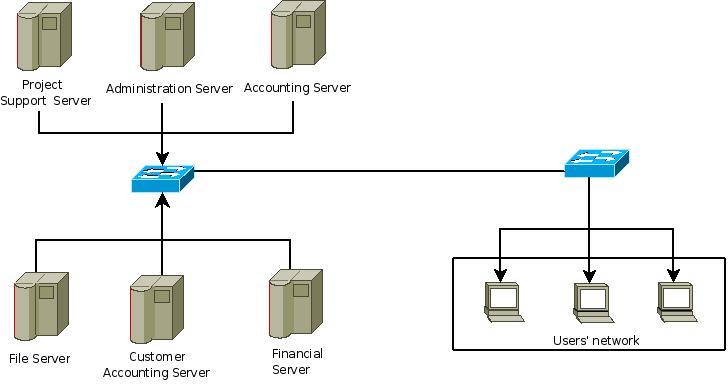 Project
Support  Server
Administration Server
Accounting Server
File Server
Customer
Accounting Server
Financial
Server
Users' network